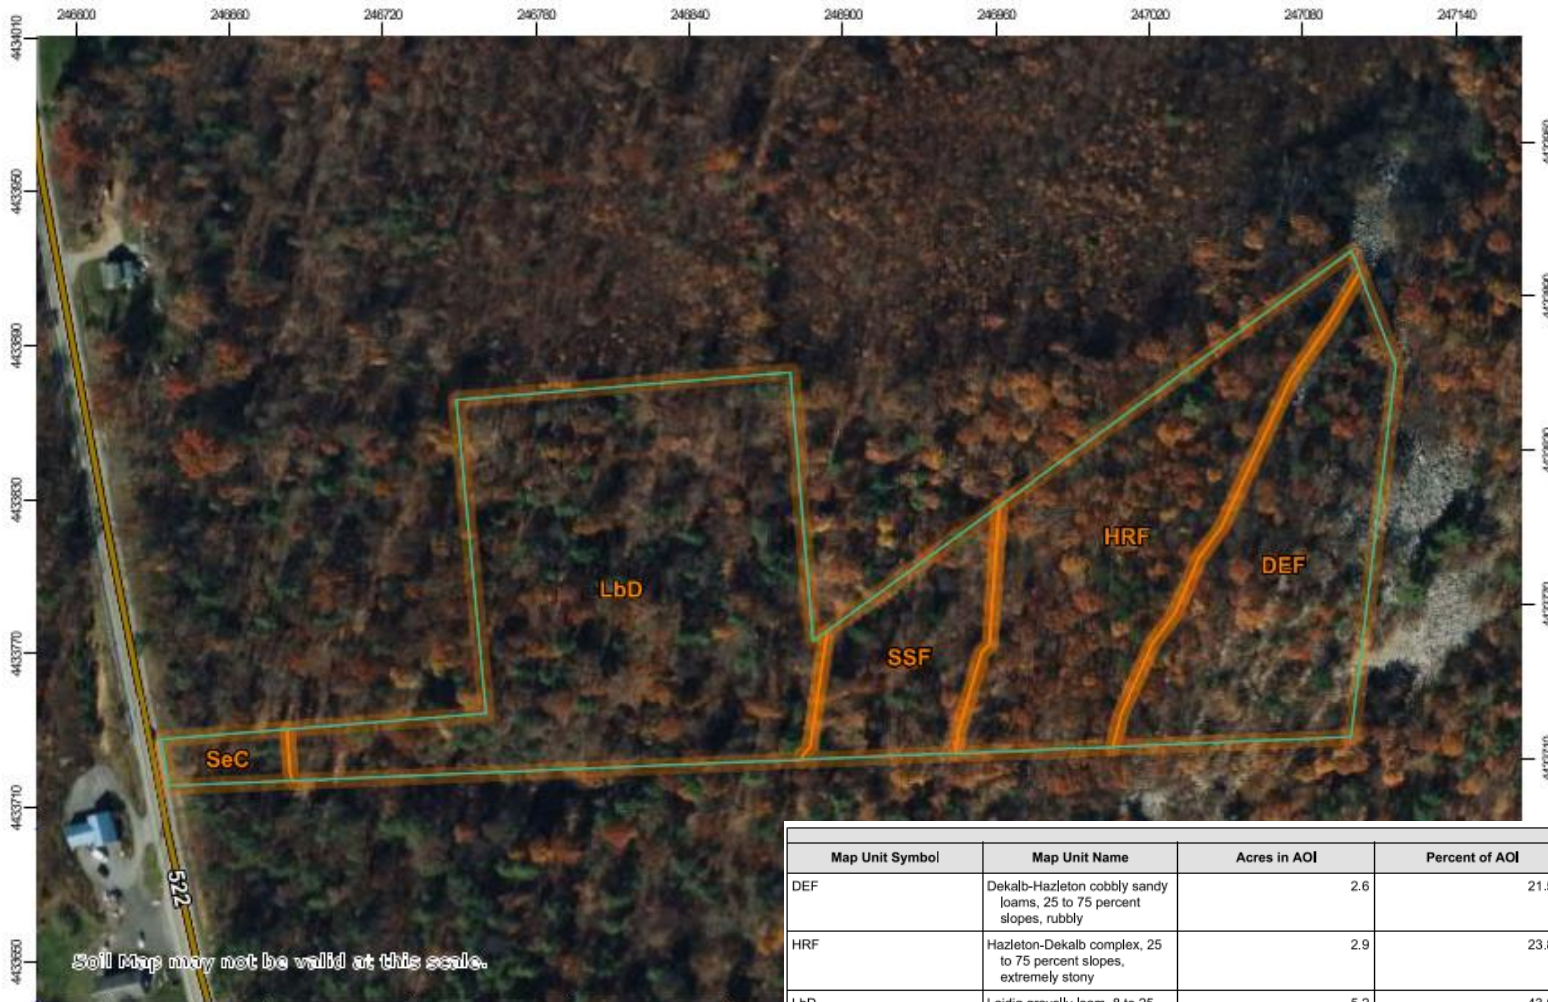 246600 246660 246720 246780 246840 246900 246960 247020 247080 247140
4434010
4433950
4433890
4433830
4433770
4433710
4433650
HRF
DEF
LbD
SSF
SeC
522
Soil Map may not be valid at this scale.
Map Unit Symbol Map Unit Name Acres in AOI Percent of AOI
DEF Dekalb-Hazleton cobbly sandy 2.6 21.
loams, 25 to 75 percent
slopes, rubbly
HRF Hazleton-Dekalb complex, 25 2.9 23.
to 75 percent slopes,
extremely stony